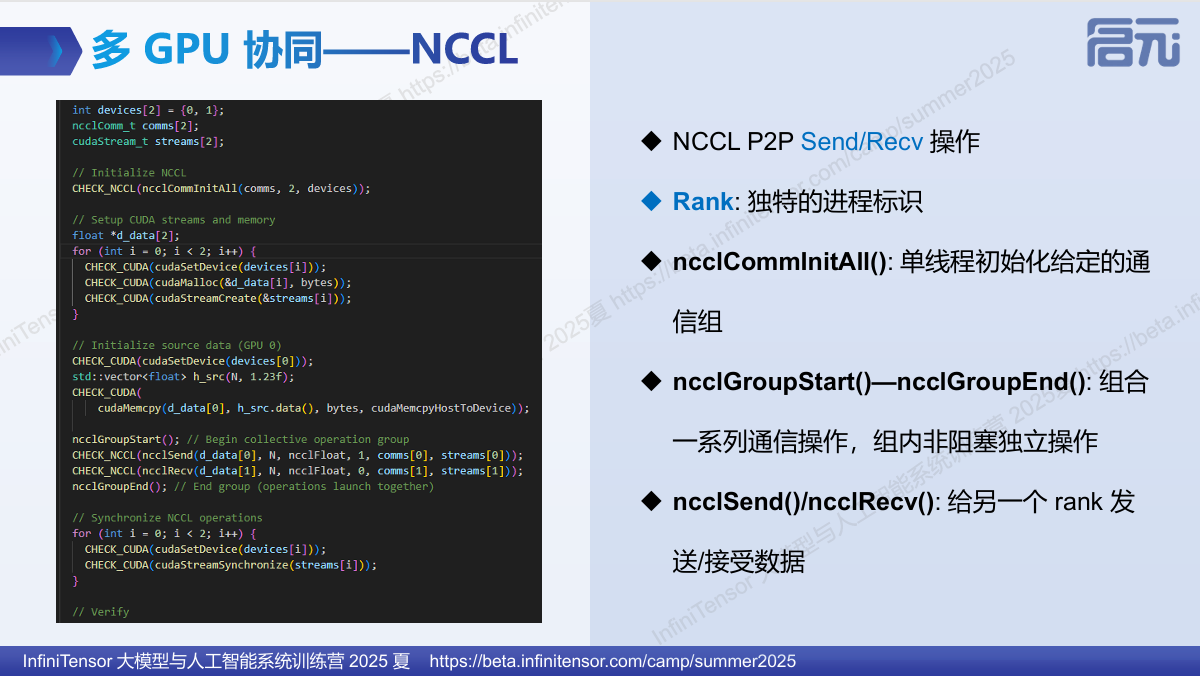 多 GPU 协同——NCCL
启元
int devices[2] = {0, 1};
ncclComm_t comms[2];
cudaStream_t streams[2];
// Initialize NCCL
CHECK_NCCL(ncclCommInitAll(comms, 2, devices));
// Setup CUDA streams and memory
float *d_data[2];
for (int i = 0; i < 2; i++) {
CHECK_CUDA(cudaSetDevice(devices[i]));
CHECK_CUDA(cudaMalloc(&d_data[i], bytes));
CHECK_CUDA(cudaStreamCreate(&streams[i]));
}
// Initialize source data (GPU 0)
CHECK_CUDA(cudaSetDevice(devices[0]));
std::vector<float> h_src(N, 1.23f);
CHECK_CUDA(
cudaMemcpy(d_data[0], h_src.data(), bytes, cudaMemcpyHostToDevice));
ncclGroupStart(); // Begin collective operation group
CHECK_NCCL(ncclSend(d_data[0], N, ncclFloat, 1, comms[0], streams[0]));
CHECK_NCCL(ncclRecv(d_data[1], N, ncclFloat, 0, comms[1], streams[1]));
ncclGroupEnd(); // End group (operations launch together)
// Synchronize NCCL operations
for (int i = 0; i < 2; i++) {
CHECK_CUDA(cudaSetDevice(devices[i]));
CHECK_CUDA(cudaStreamSynchronize(streams[i]));
}
// Verify
◆ NCCL P2P Send/Recv 操作
◆ Rank: 独特的进程标识
◆ ncclCommInitAll(): 单线程初始化给定的通
信组
◆ ncclGroupStart()—ncclGroupEnd(): 组合
一系列通信操作，组内非阻塞独立操作
◆ ncclSend()/ncclRecv(): 给另一个 rank 发
送/接受数据
InfiniTensor 大模型与人工智能系统训练营 2025 夏 https://beta.infinitensor.com/camp/summer2025